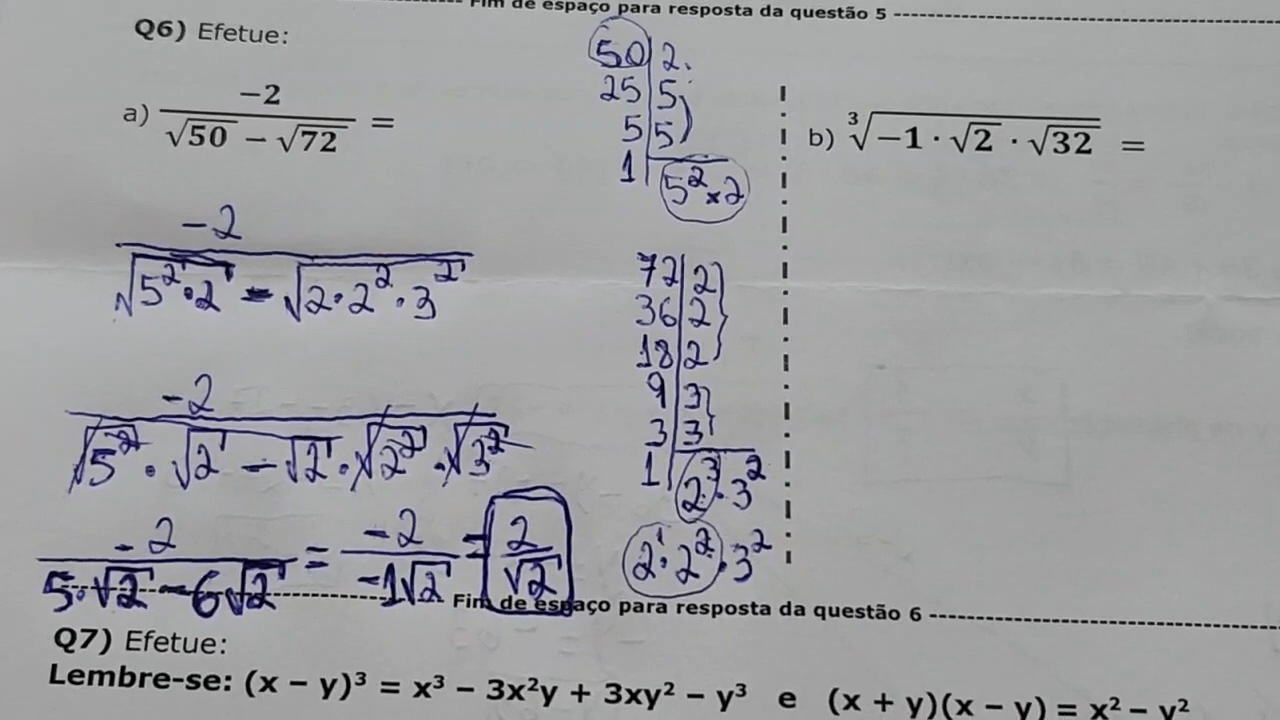 Fim de espaço para resposta da questão 5
Q6) Efetue:
a) -2 / (√50 - √72) =
-2 / (√(5²·2) - √(2·2²·3²))
-2 / (√5² · √2 - √2 · √2² · √3²)
-2 / (5·√2 - 6√2) = -2 / (-1√2) = 2 / √2
50 | 2
25 | 5
5 | 5
1 | 5² × 2
72 | 2
36 | 2
18 | 2
9 | 3
3 | 3
1 | 2³ · 3²
2¹ · 2² · 3²
b) ³√(-1 · √2 · √32) =
Fim de espaço para resposta da questão 6
Q7) Efetue:
Lembre-se: (x – y)³ = x³ – 3x²y + 3xy² – y³ e (x + y)(x – y) = x² – y²